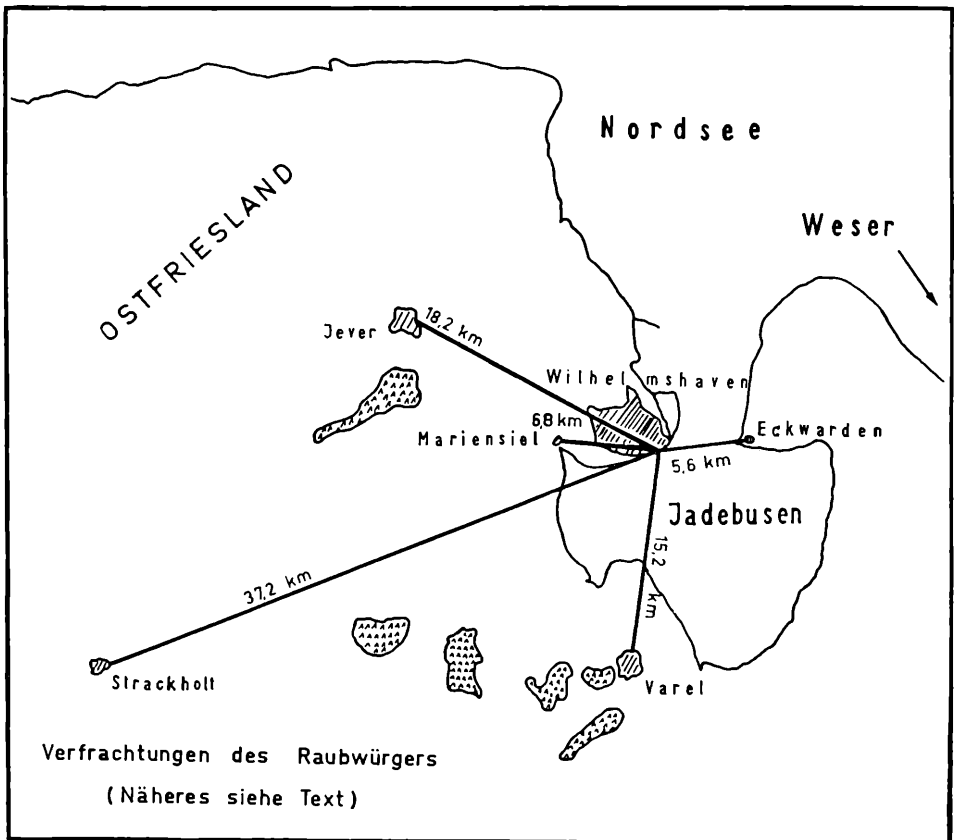 Nordsee
OSTFRIESLAND
Weser
Jever
18,2 km
Wilhelmshaven
6,8 km
Mariensiel
Eckwarden
5,6 km
Jadebusen
15,2 km
37,2 km
Strackholt
Varel
Verfrachtungen des Raubwürgers
(Näheres siehe Text)